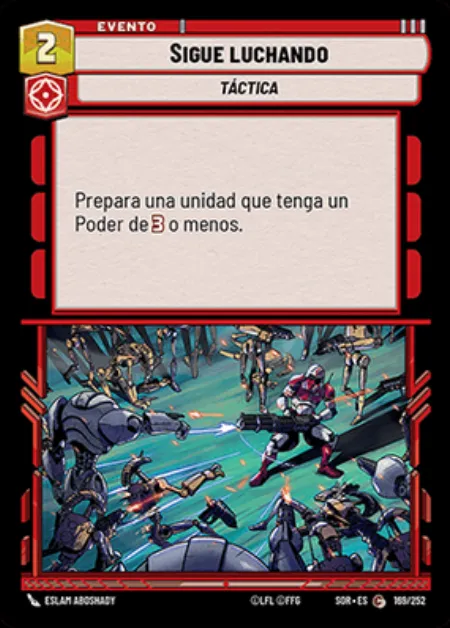 2
EVENTO
SIGUE LUCHANDO
TÁCTICA
Prepara una unidad que tenga un
Poder de 3 o menos.
ESLAM ABOSHADY
©LFL ©FFG
SOR • ES C 169/252